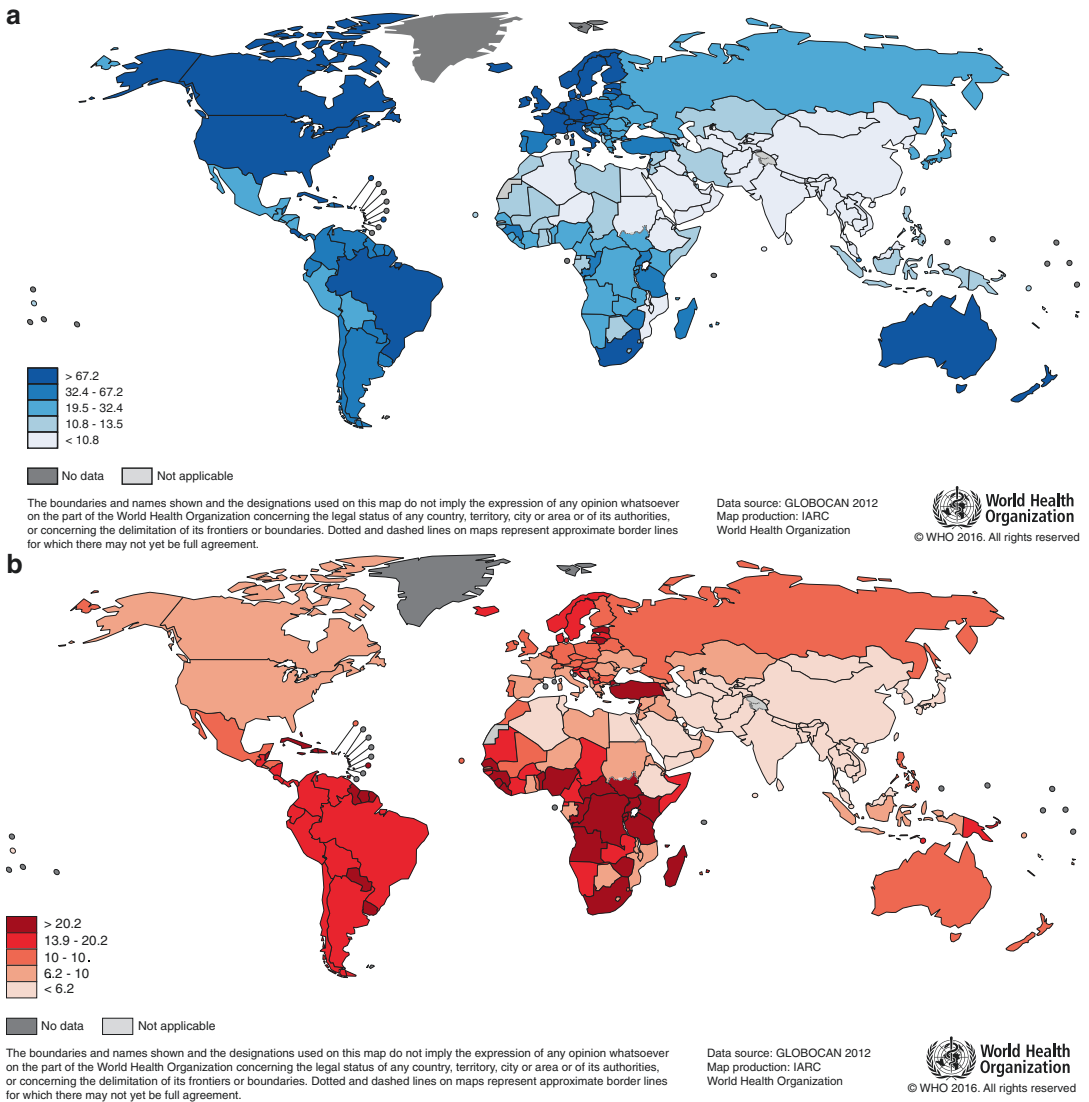 a
> 67.2
32.4 - 67.2
19.5 - 32.4
10.8 - 13.5
< 10.8
No data
Not applicable
The boundaries and names shown and the designations used on this map do not imply the expression of any opinion whatsoever
on the part of the World Health Organization concerning the legal status of any country, territory, city or area or of its authorities,
or concerning the delimitation of its frontiers or boundaries. Dotted and dashed lines on maps represent approximate border lines
for which there may not yet be full agreement.
Data source: GLOBOCAN 2012
Map production: IARC
World Health Organization
World Health
Organization
© WHO 2016. All rights reserved
b
> 20.2
13.9 - 20.2
10 - 10.
6.2 - 10
< 6.2
No data
Not applicable
The boundaries and names shown and the designations used on this map do not imply the expression of any opinion whatsoever
on the part of the World Health Organization concerning the legal status of any country, territory, city or area or of its authorities,
or concerning the delimitation of its frontiers or boundaries. Dotted and dashed lines on maps represent approximate border lines
for which there may not yet be full agreement.
Data source: GLOBOCAN 2012
Map production: IARC
World Health Organization
World Health
Organization
© WHO 2016. All rights reserved